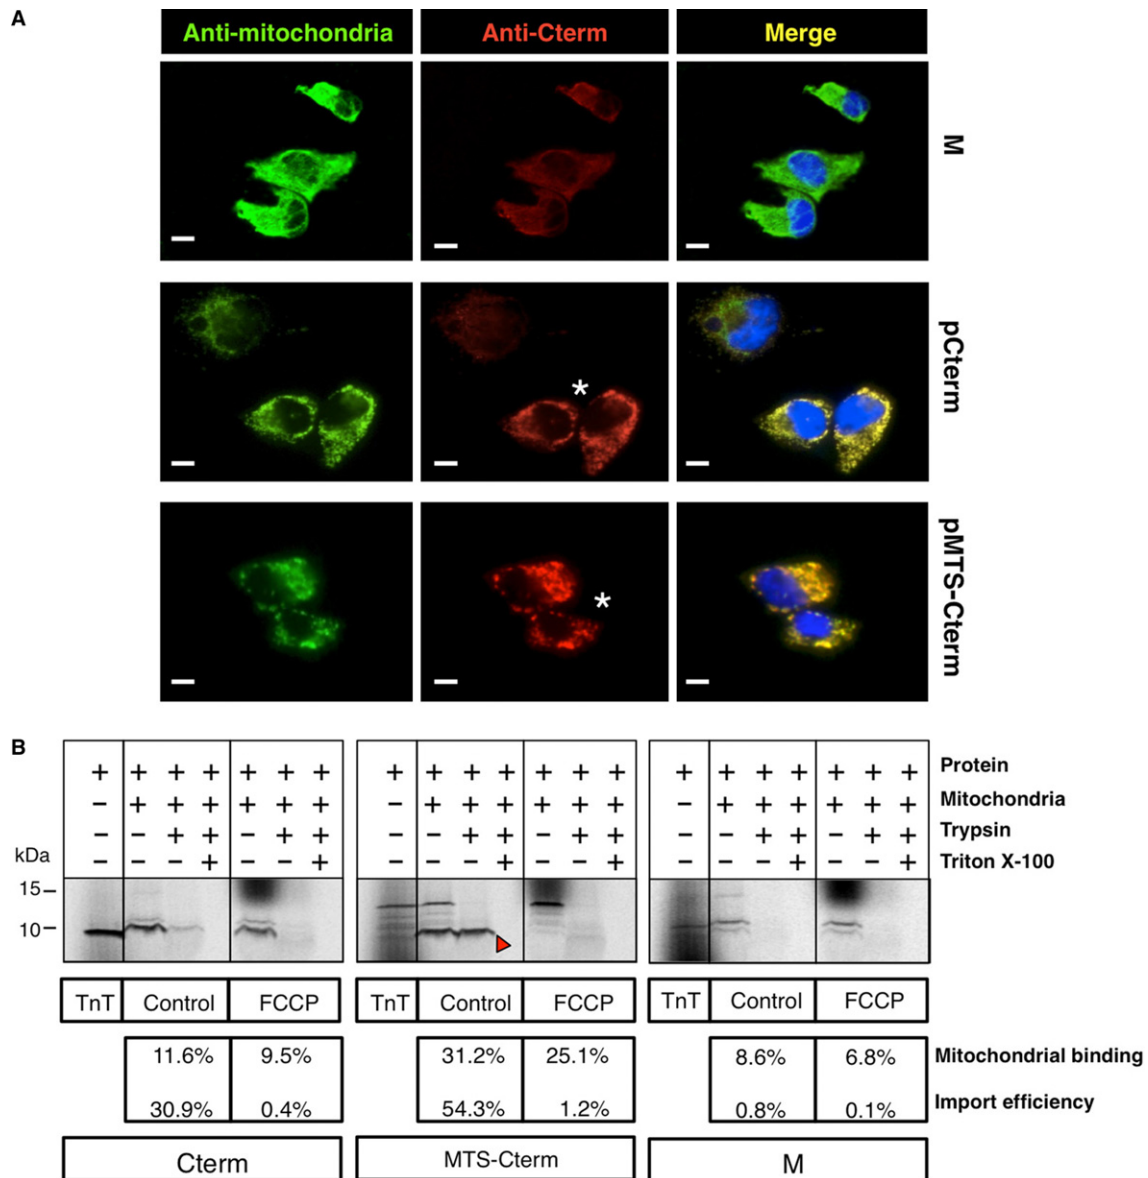 A
Anti-mitochondria Anti-Cterm Merge
M
*
pCterm
*
pMTS-Cterm
B
+ + + + + + + + + + + + + + + + + + + + + Protein
− + + + + + + − + + + + + + − + + + + + + Mitochondria
− − + + − + + − − + + − + + − − + + − + + Trypsin
kDa − − − + − − + − − − + − − + − − − + − − + Triton X-100
15
10
TnT Control FCCP TnT Control FCCP TnT Control FCCP
11.6% 9.5% 31.2% 25.1% 8.6% 6.8% Mitochondrial binding
30.9% 0.4% 54.3% 1.2% 0.8% 0.1% Import efficiency
Cterm MTS-Cterm M